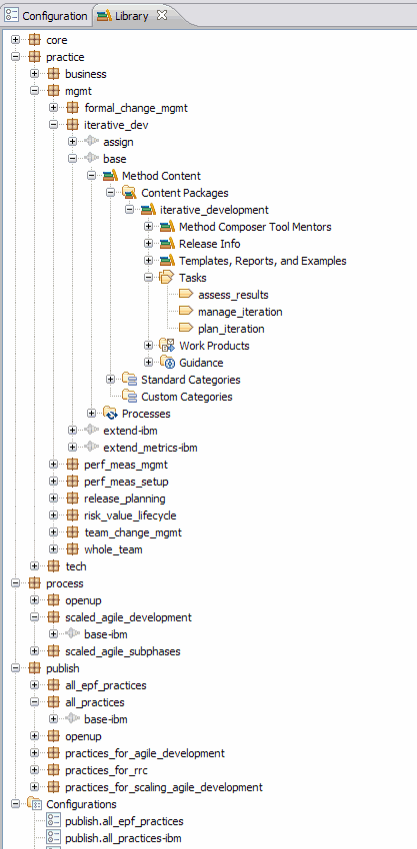 Configuration Library
core
practice
business
mgmt
formal_change_mgmt
iterative_dev
assign
base
Method Content
Content Packages
iterative_development
Method Composer Tool Mentors
Release Info
Templates, Reports, and Examples
Tasks
assess_results
manage_iteration
plan_iteration
Work Products
Guidance
Standard Categories
Custom Categories
Processes
extend-ibm
extend_metrics-ibm
perf_meas_mgmt
perf_meas_setup
release_planning
risk_value_lifecycle
team_change_mgmt
whole_team
tech
process
openup
scaled_agile_development
base-ibm
scaled_agile_subphases
publish
all_epf_practices
all_practices
base-ibm
openup
practices_for_agile_development
practices_for_rrc
practices_for_scaling_agile_development
Configurations
publish.all_epf_practices
publish.all_practices-ibm